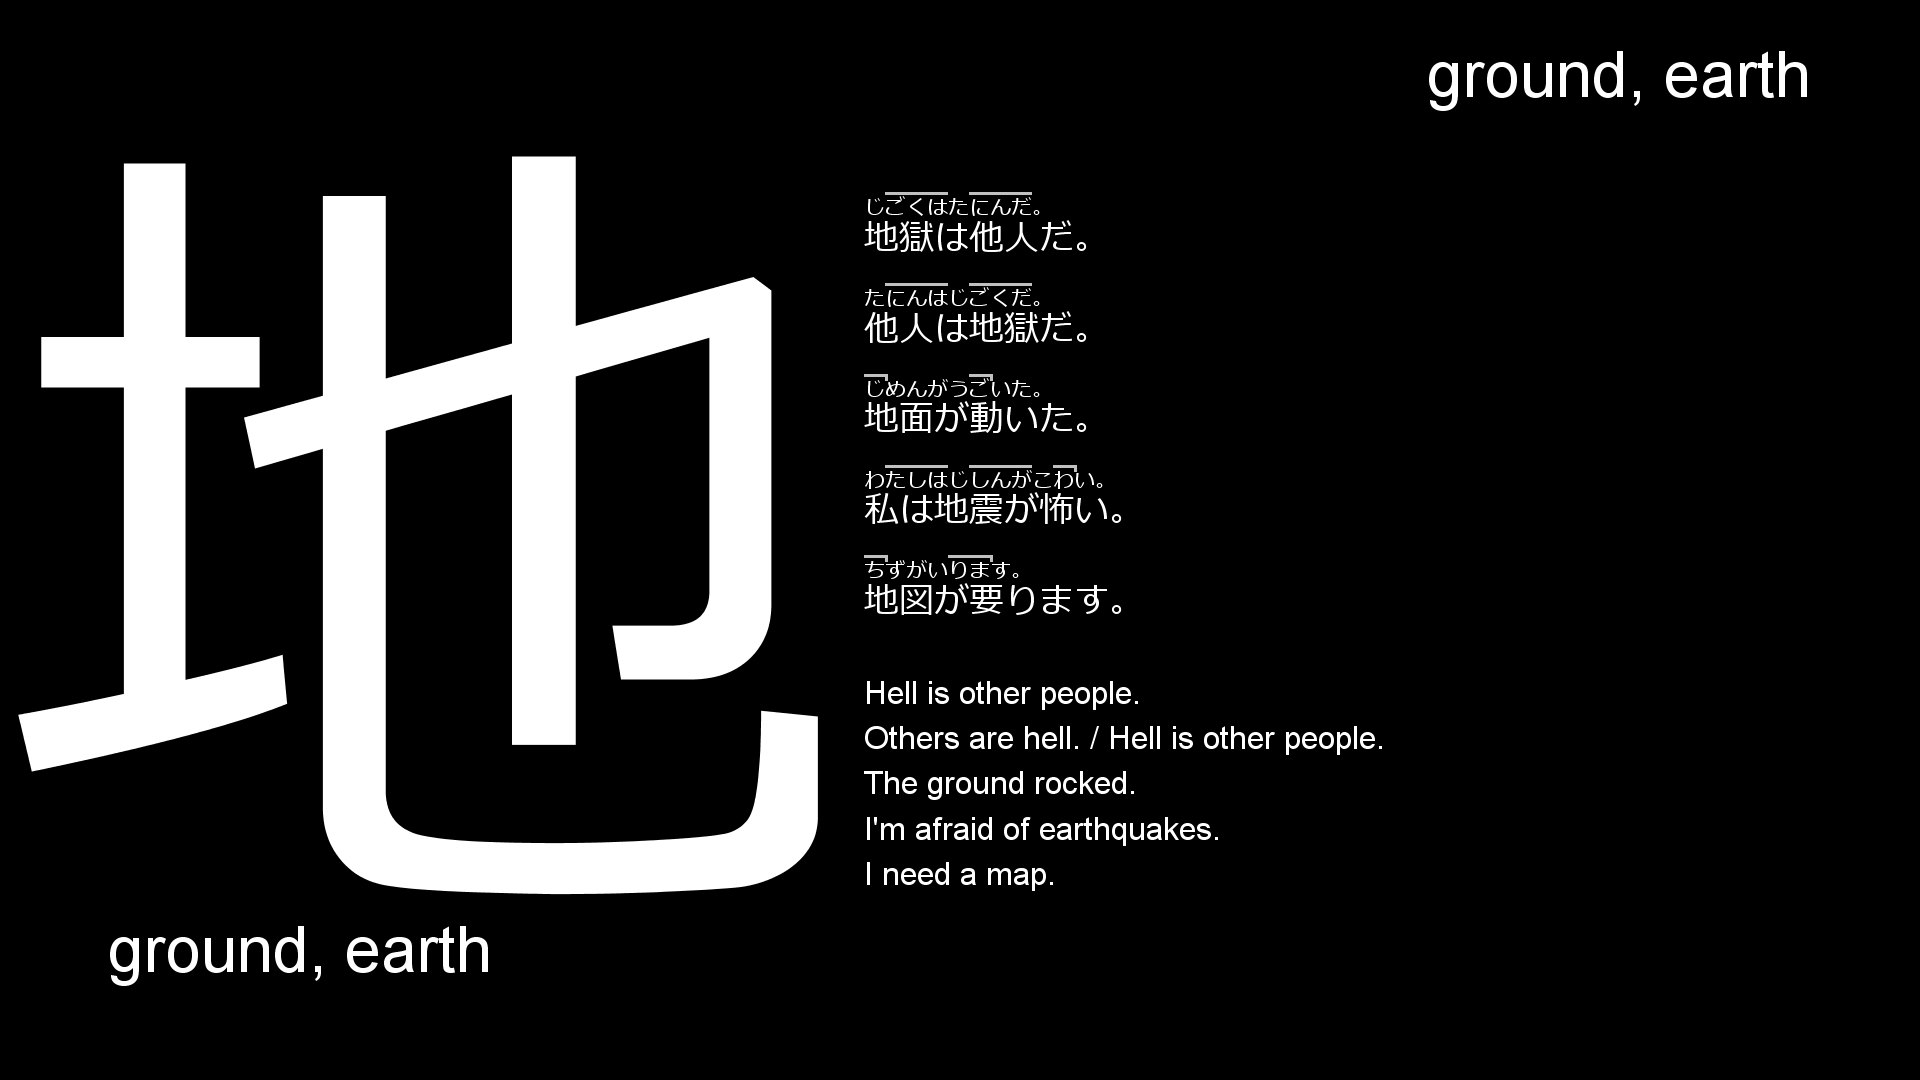 ground, earth
地
じごくはたにんだ。
地獄は他人だ。
たにんはじごくだ。
他人は地獄だ。
じめんがうごいた。
地面が動いた。
わたしはじしんがこわい。
私は地震が怖い。
ちずがいります。
地図が要ります。
Hell is other people.
Others are hell. / Hell is other people.
The ground rocked.
I'm afraid of earthquakes.
I need a map.
ground, earth